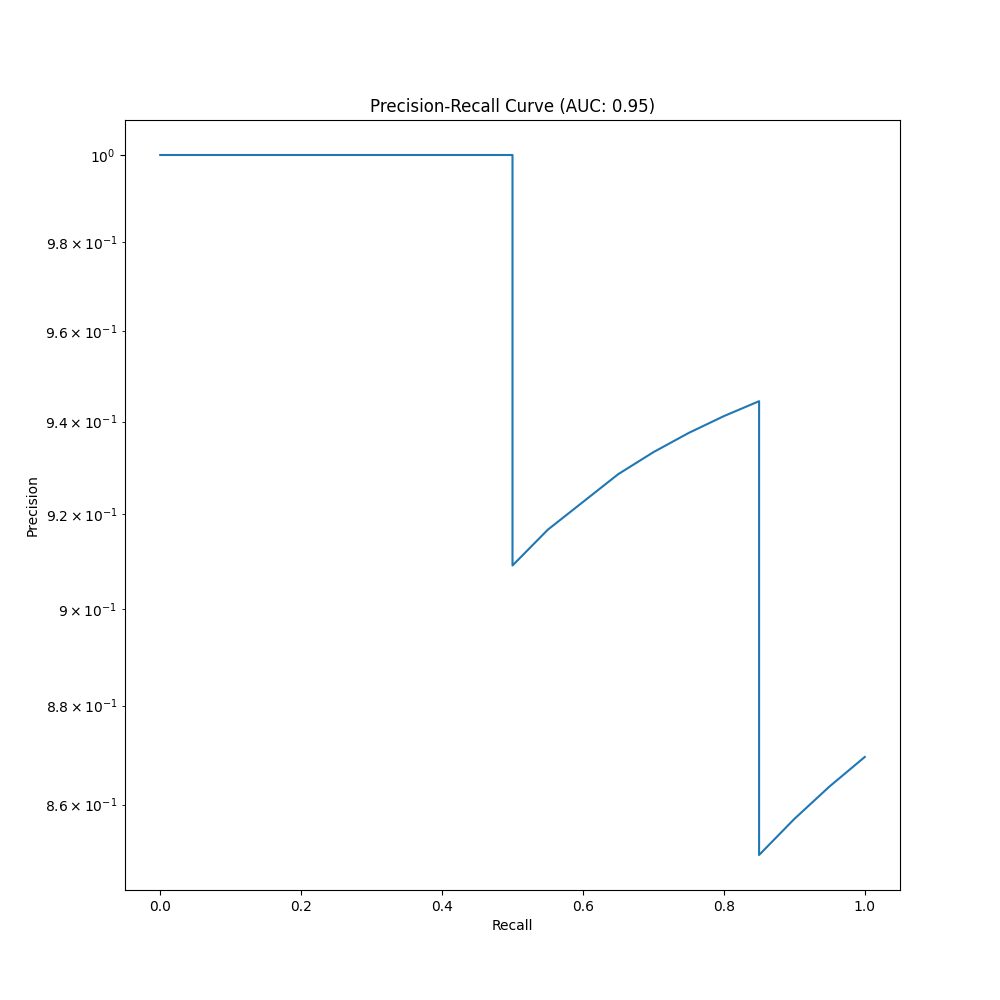 Precision-Recall Curve (AUC: 0.95)
Precision
10⁰
9.8 × 10⁻¹
9.6 × 10⁻¹
9.4 × 10⁻¹
9.2 × 10⁻¹
9 × 10⁻¹
8.8 × 10⁻¹
8.6 × 10⁻¹
0.0 0.2 0.4 0.6 0.8 1.0
Recall